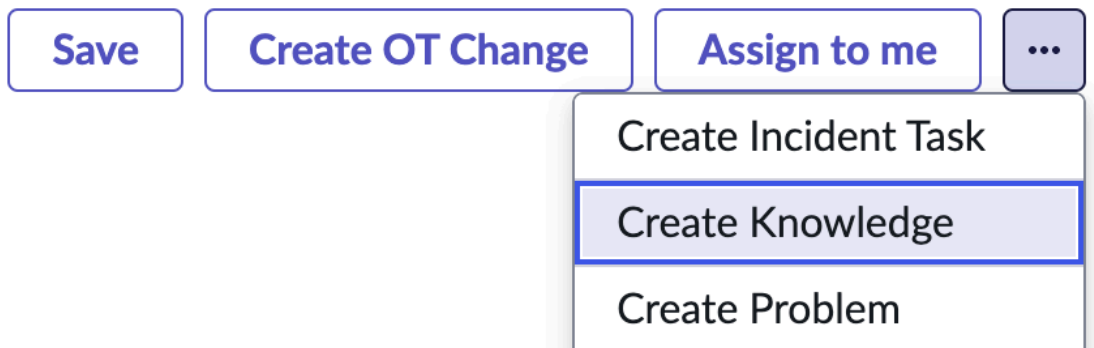 Save Create OT Change Assign to me ...
Create Incident Task
Create Knowledge
Create Problem